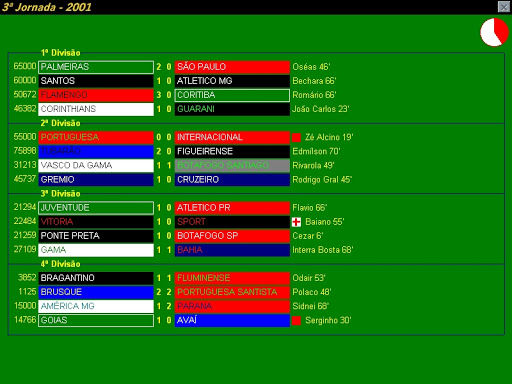 3ª Jornada - 2001
1ª Divisão
65000 PALMEIRAS 2 0 SÃO PAULO Oséas 46'
60000 SANTOS 1 0 ATLETICO MG Bechara 66'
50672 FLAMENGO 3 0 CORITIBA Romário 66'
46382 CORINTHIANS 1 0 GUARANI João Carlos 23'
2ª Divisão
55000 PORTUGUESA 0 0 INTERNACIONAL Zé Alcino 19'
75898 2 0 FIGUEIRENSE Edmilson 70'
31213 VASCO DA GAMA 1 1 BOTAFOGO SANTIAGO Rivarola 49'
45737 GREMIO 1 0 CRUZEIRO Rodrigo Gral 45'
3ª Divisão
21294 JUVENTUDE 1 0 ATLETICO PR Flavio 66'
22484 VITORIA 1 0 SPORT Baiano 55'
21259 PONTE PRETA 1 0 BOTAFOGO SP Cezar 6'
27109 GAMA 1 1 BAHIA Interra Bosta 68'
4ª Divisão
3852 BRAGANTINO 1 1 FLUMINENSE Odair 53'
1125 BRUSQUE 2 2 PORTUGUESA SANTISTA Polaco 48'
15000 AMÉRICA MG 1 2 PARANÁ Sidnei 68'
14766 GOIAS 1 0 AVAÍ Serginho 30'